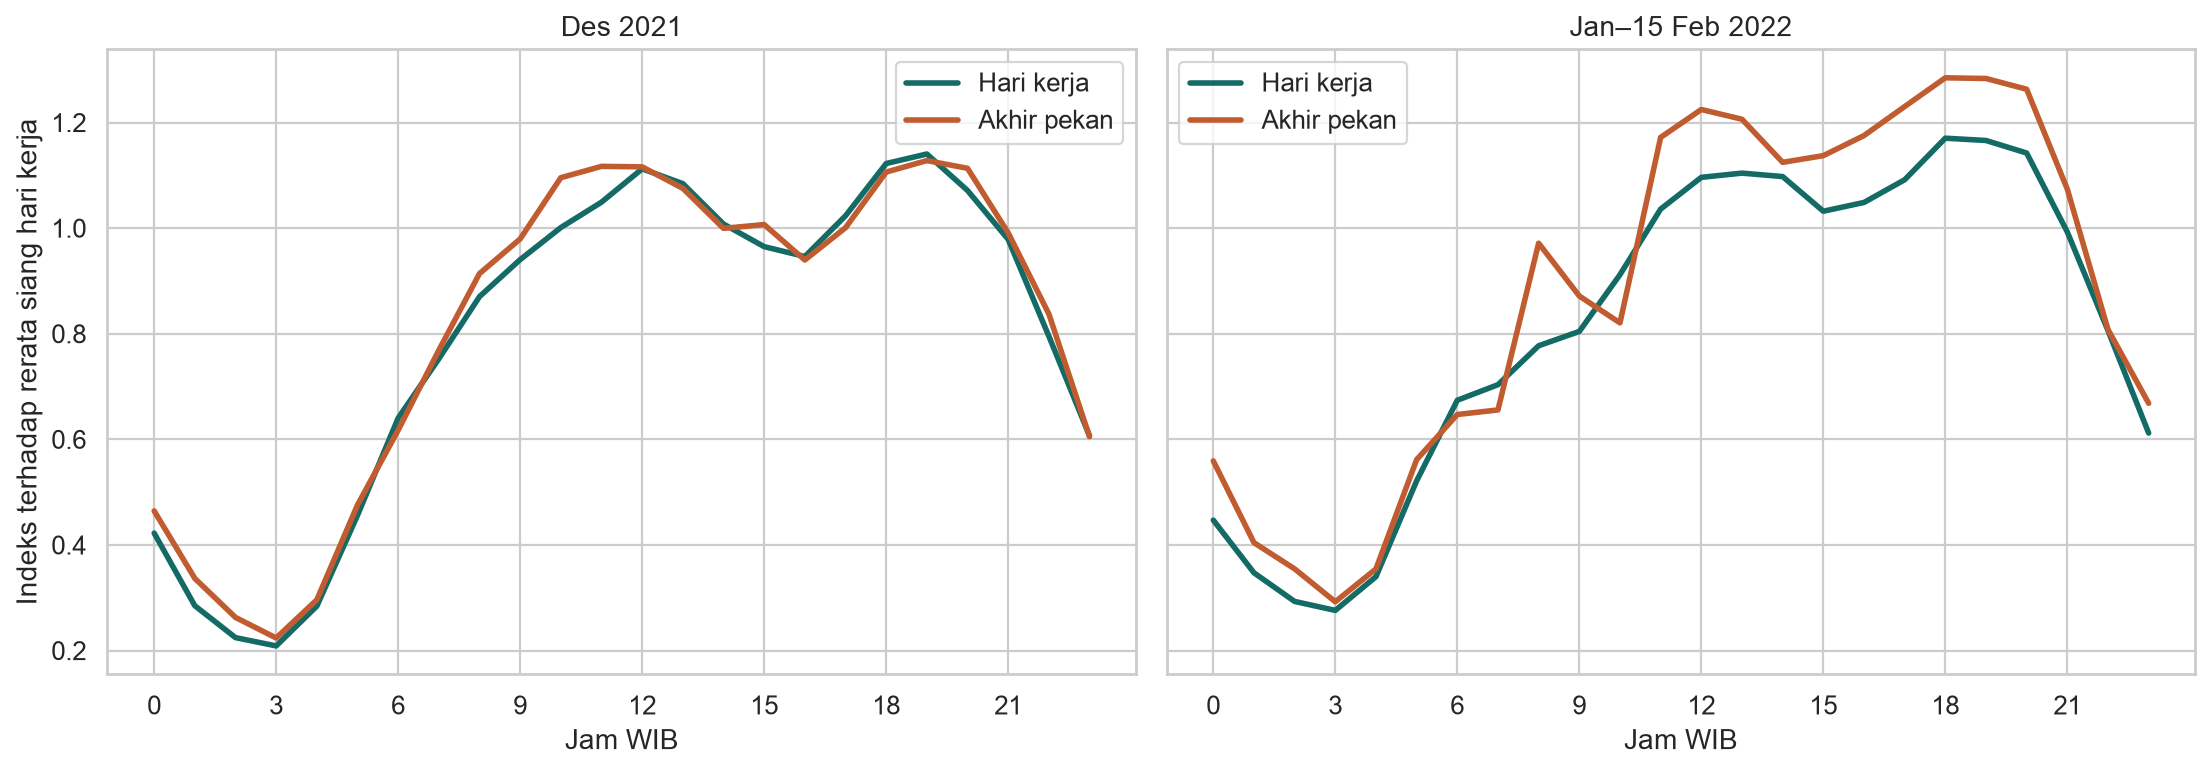 Des 2021
Jan–15 Feb 2022
Indeks terhadap rerata siang hari kerja
1.2
1.0
0.8
0.6
0.4
0.2
Hari kerja
Akhir pekan
Hari kerja
Akhir pekan
0 3 6 9 12 15 18 21
0 3 6 9 12 15 18 21
Jam WIB
Jam WIB